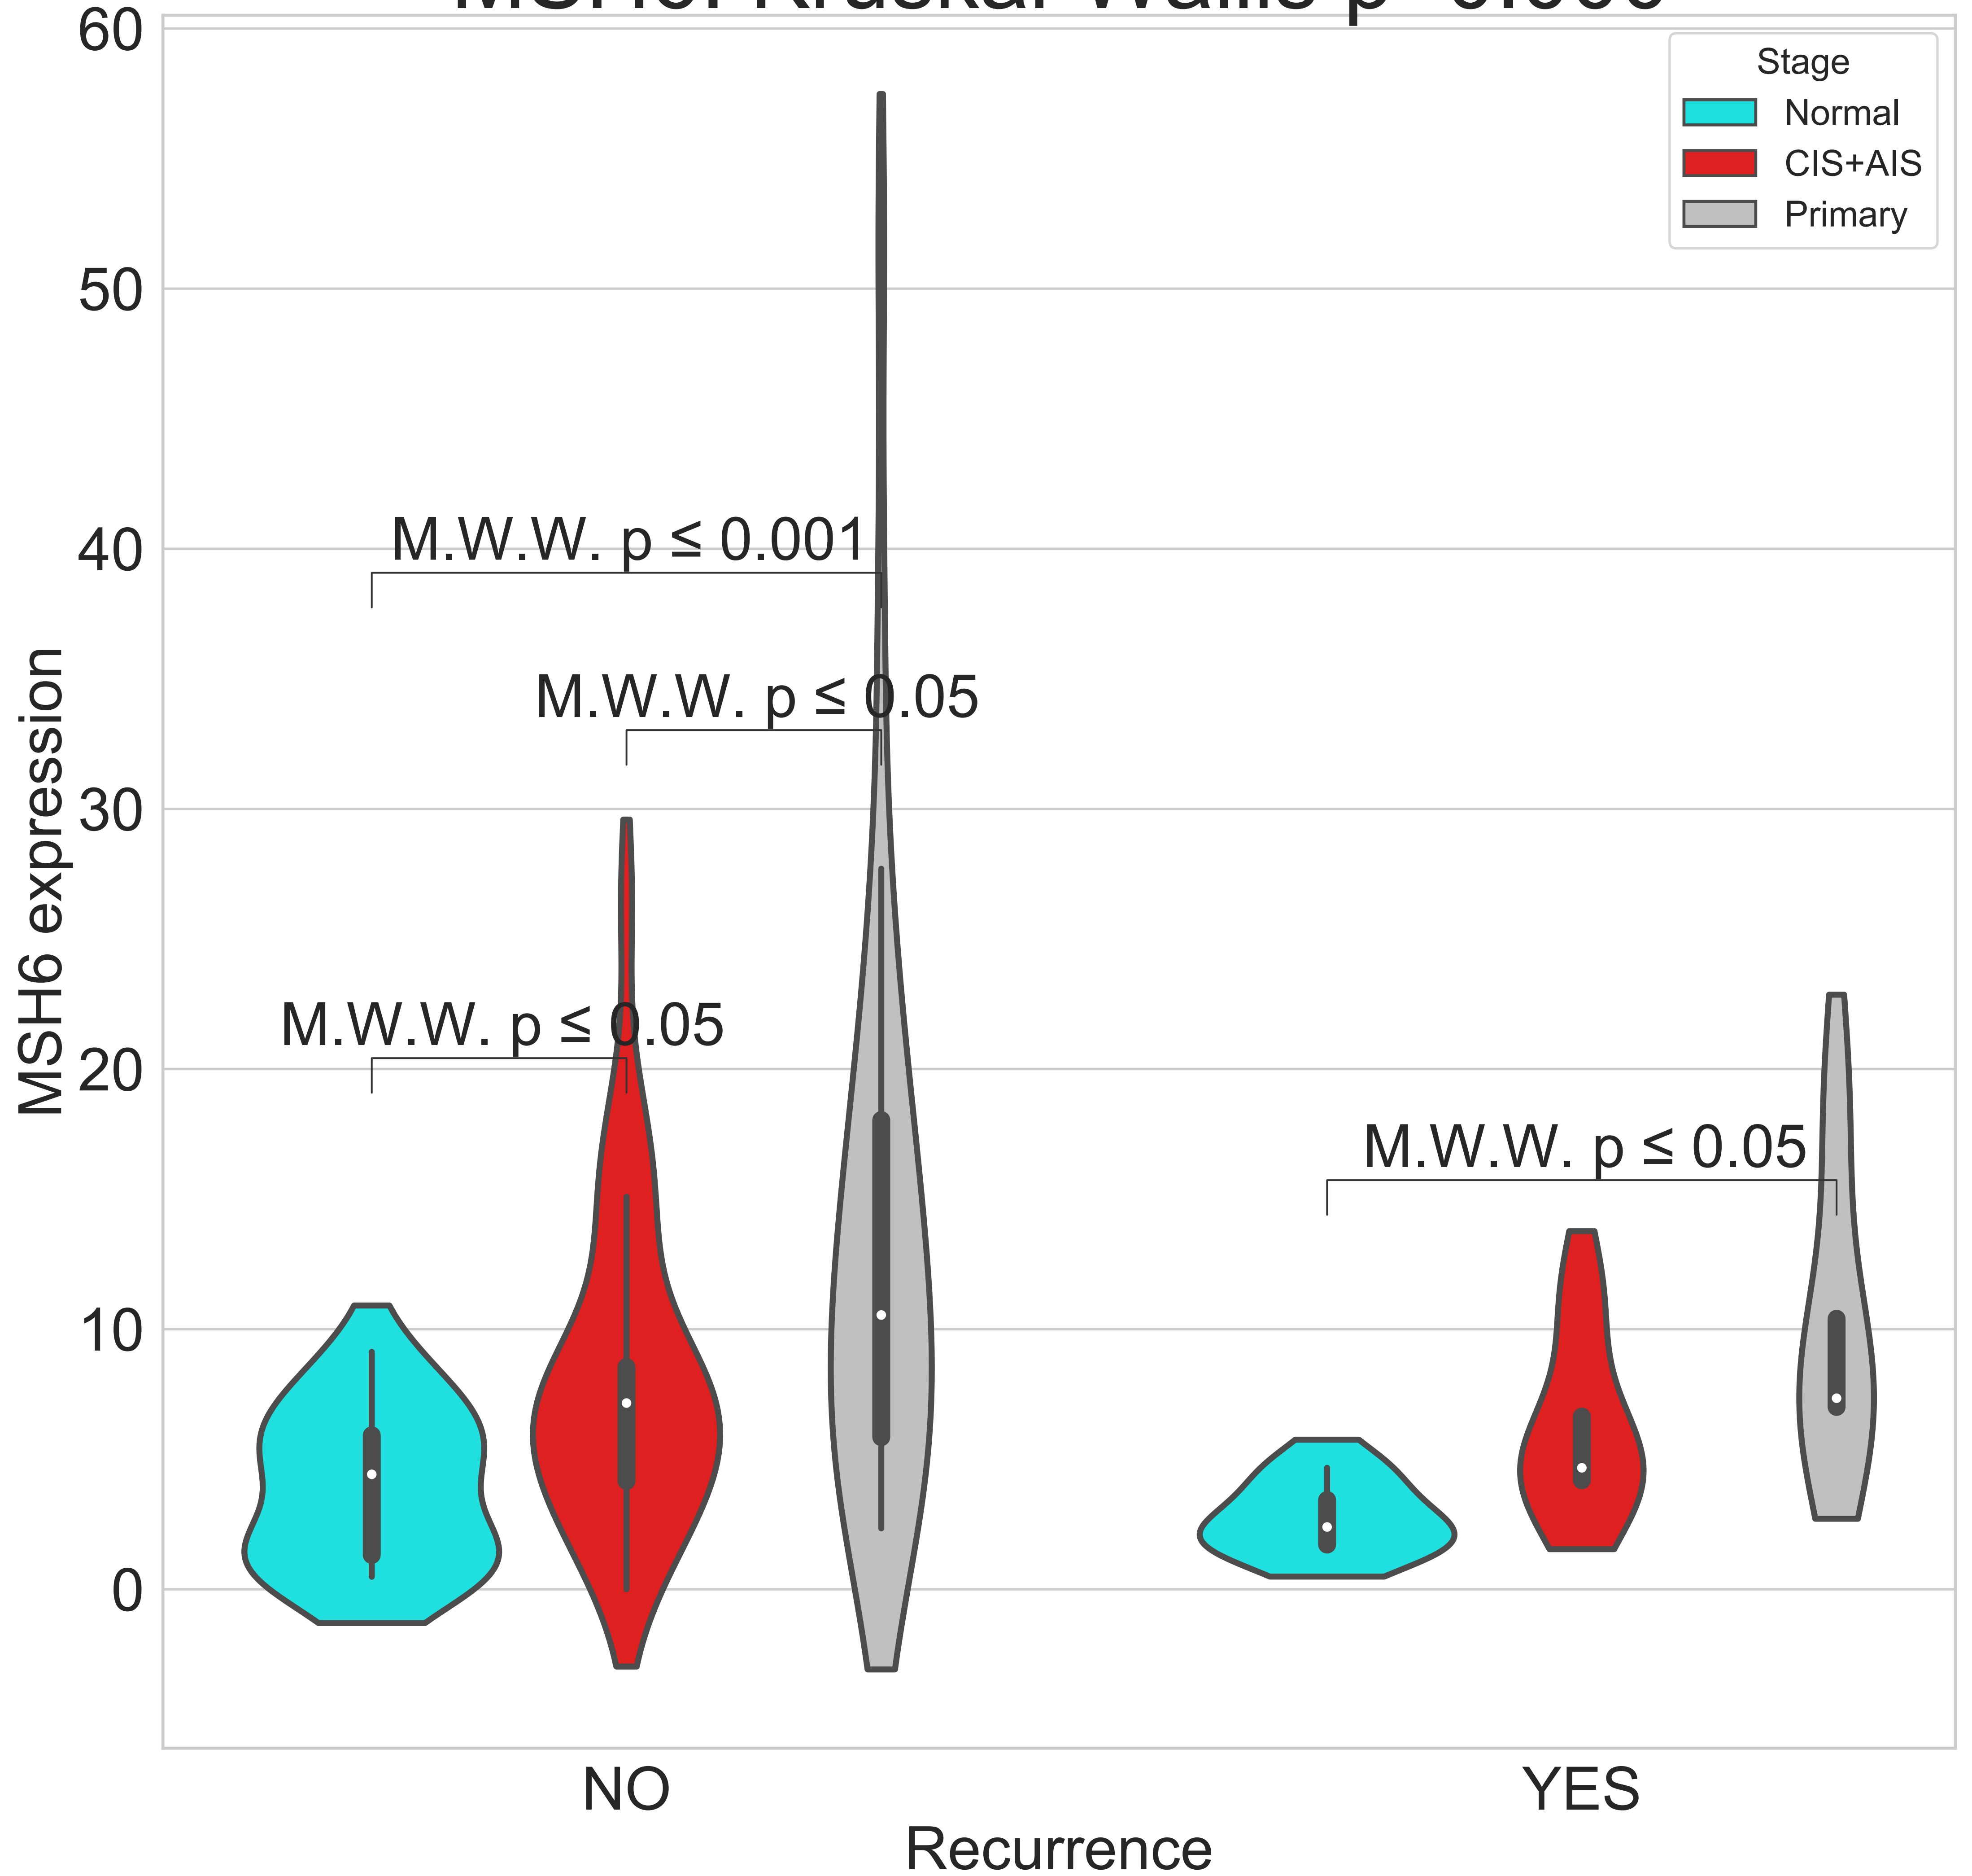 60
50
40
30
20
10
0
MSH6 expression
Stage
Normal
CIS+AIS
Primary
M.W.W. p ≤ 0.001
M.W.W. p ≤ 0.05
M.W.W. p ≤ 0.05
M.W.W. p ≤ 0.05
NO
YES
Recurrence